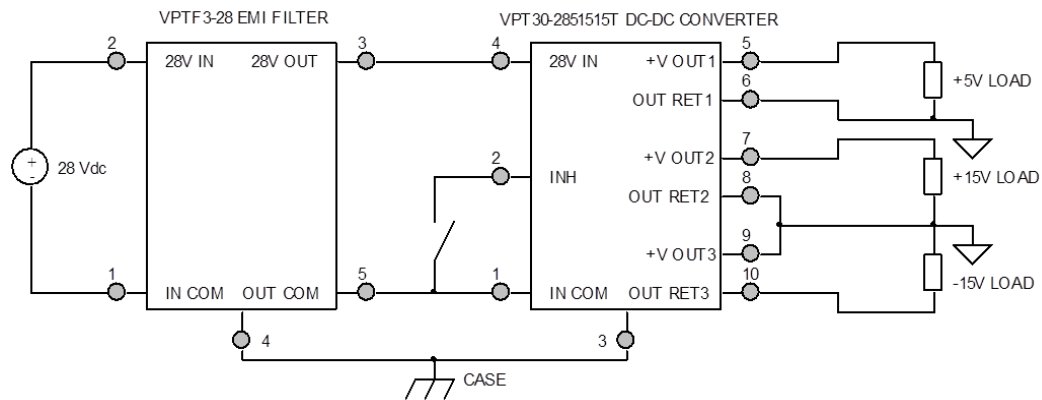 VPTF3-28 EMI FILTER
VPT30-2851515T DC-DC CONVERTER
2
3
4
5
28V IN
28V OUT
28V IN
+V OUT1
6
+5V LOAD
OUT RET1
7
2
+V OUT2
+
-
28 Vdc
INH
8
+15V LOAD
OUT RET2
9
+V OUT3
1
5
1
10
IN COM
OUT COM
IN COM
OUT RET3
-15V LOAD
4
3
CASE